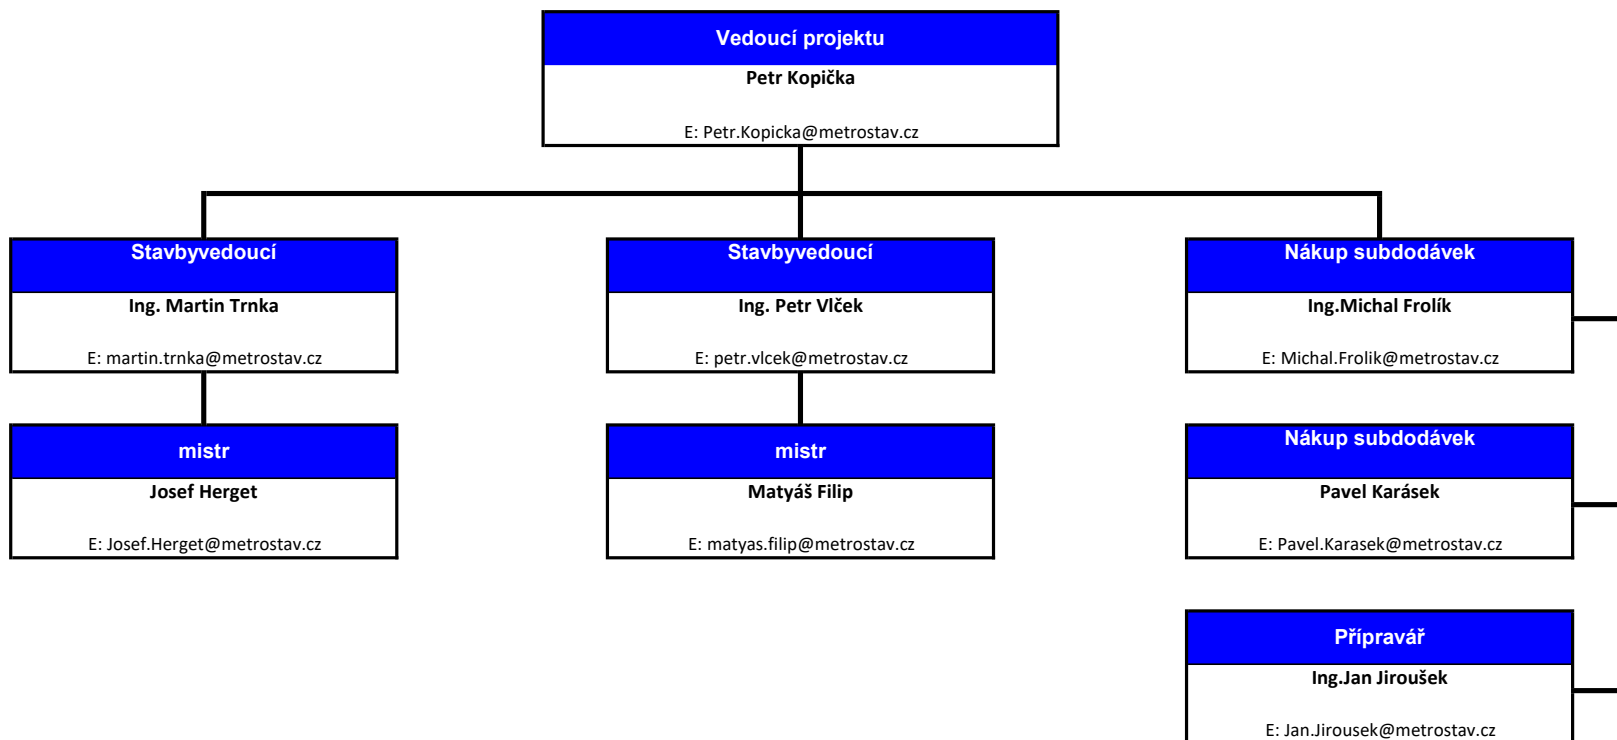 Vedoucí projektu
Petr Kopička
E: Petr.Kopicka@metrostav.cz
Stavbyvedoucí
Ing. Martin Trnka
E: martin.trnka@metrostav.cz
Stavbyvedoucí
Ing. Petr Vlček
E: petr.vlcek@metrostav.cz
Nákup subdodávek
Ing.Michal Frolík
E: Michal.Frolik@metrostav.cz
mistr
Josef Herget
E: Josef.Herget@metrostav.cz
mistr
Matyáš Filip
E: matyas.filip@metrostav.cz
Nákup subdodávek
Pavel Karásek
E: Pavel.Karasek@metrostav.cz
Přípravář
Ing.Jan Jiroušek
E: Jan.Jirousek@metrostav.cz